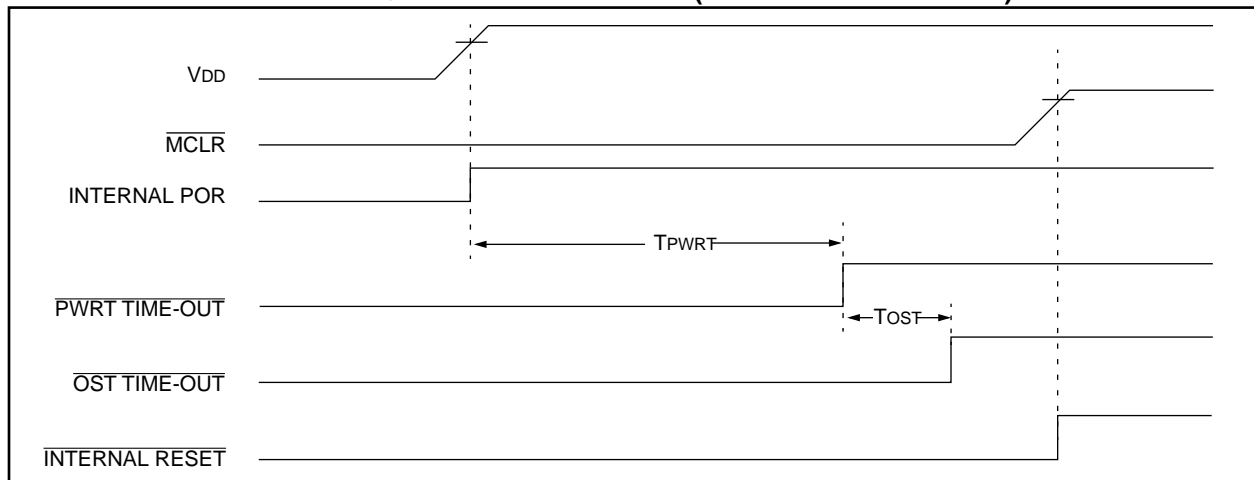 VDD
MCLR
INTERNAL POR
TPWRT
PWRT TIME-OUT
TOST
OST TIME-OUT
INTERNAL RESET